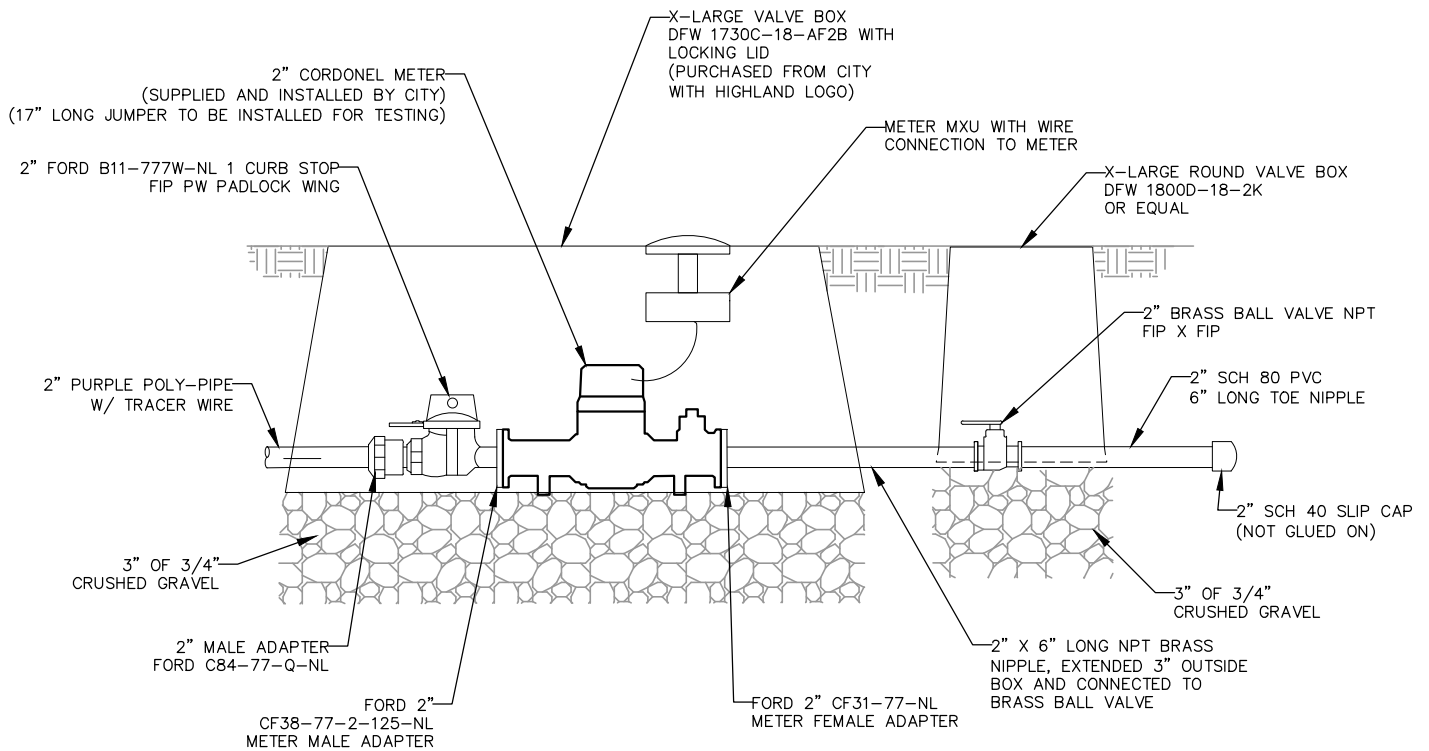 X-LARGE VALVE BOX
DFW 1730C-18-AF2B WITH
LOCKING LID
(PURCHASED FROM CITY
WITH HIGHLAND LOGO)
2" CORDONEL METER
(SUPPLIED AND INSTALLED BY CITY)
(17" LONG JUMPER TO BE INSTALLED FOR TESTING)
METER MXU WITH WIRE
CONNECTION TO METER
2" FORD B11-777W-NL 1 CURB STOP
FIP PW PADLOCK WING
X-LARGE ROUND VALVE BOX
DFW 1800D-18-2K
OR EQUAL
2" BRASS BALL VALVE NPT
FIP X FIP
2" PURPLE POLY-PIPE
W/ TRACER WIRE
2" SCH 80 PVC
6" LONG TOE NIPPLE
2" SCH 40 SLIP CAP
(NOT GLUED ON)
3" OF 3/4"
CRUSHED GRAVEL
3" OF 3/4"
CRUSHED GRAVEL
2" MALE ADAPTER
FORD C84-77-Q-NL
2" X 6" LONG NPT BRASS
NIPPLE, EXTENDED 3" OUTSIDE
BOX AND CONNECTED TO
BRASS BALL VALVE
FORD 2"
CF38-77-2-125-NL
METER MALE ADAPTER
FORD 2" CF31-77-NL
METER FEMALE ADAPTER